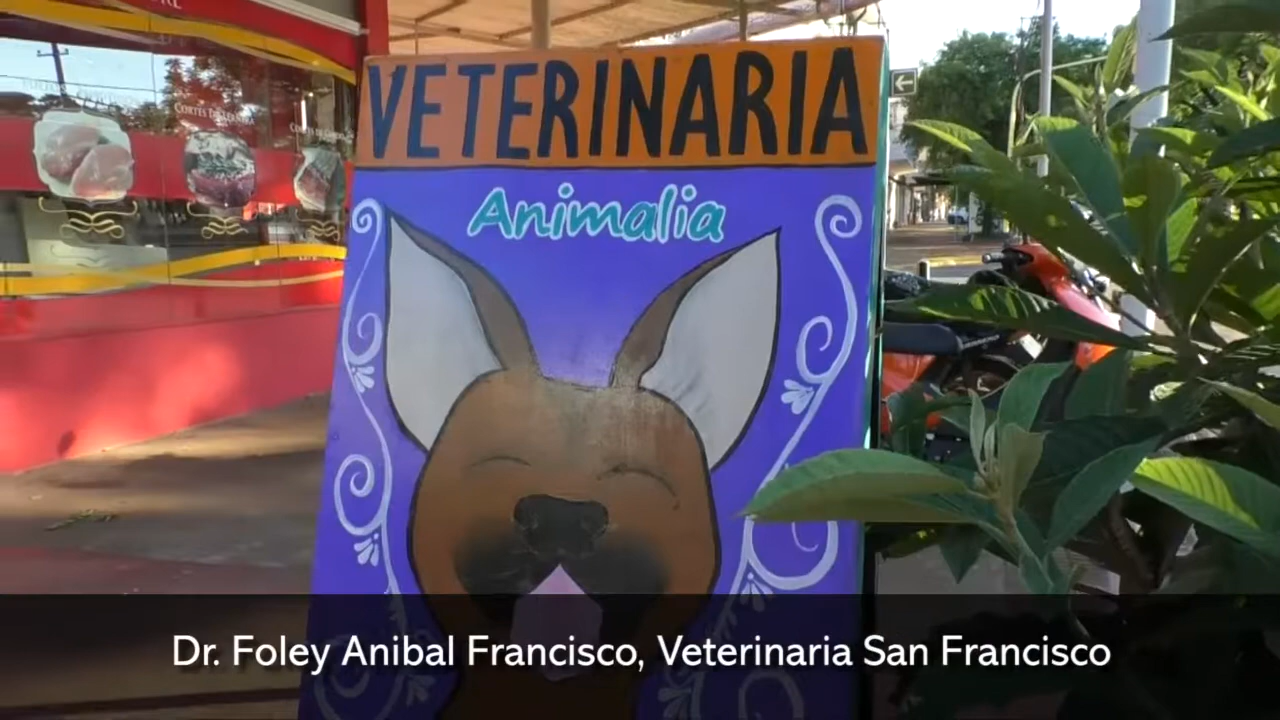 VETERINARIA
Animalia
Dr. Foley Anibal Francisco, Veterinaria San Francisco